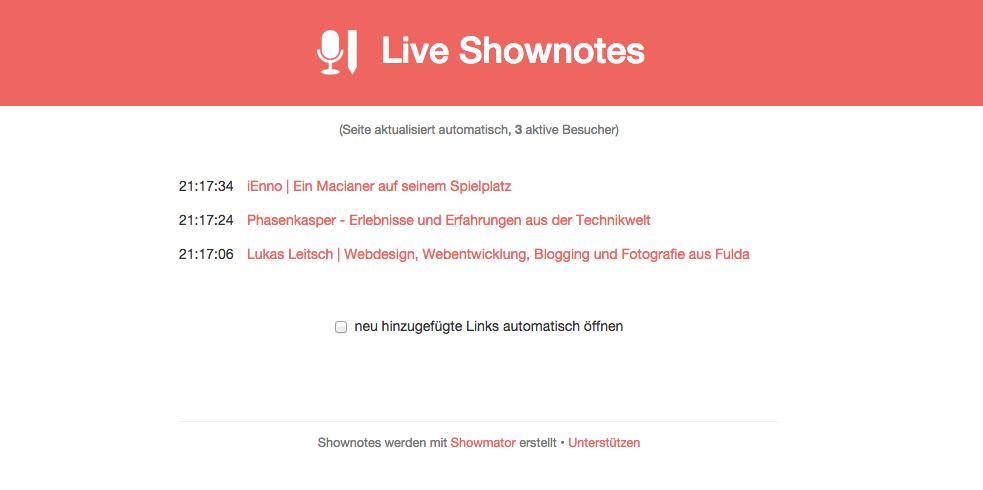 Live Shownotes
(Seite aktualisiert automatisch, 3 aktive Besucher)
21:17:34 iEnno | Ein Macianer auf seinem Spielplatz
21:17:24 Phasenkasper - Erlebnisse und Erfahrungen aus der Technikwelt
21:17:06 Lukas Leitsch | Webdesign, Webentwicklung, Blogging und Fotografie aus Fulda
neu hinzugefügte Links automatisch öffnen
Shownotes werden mit Showmator erstellt • Unterstützen